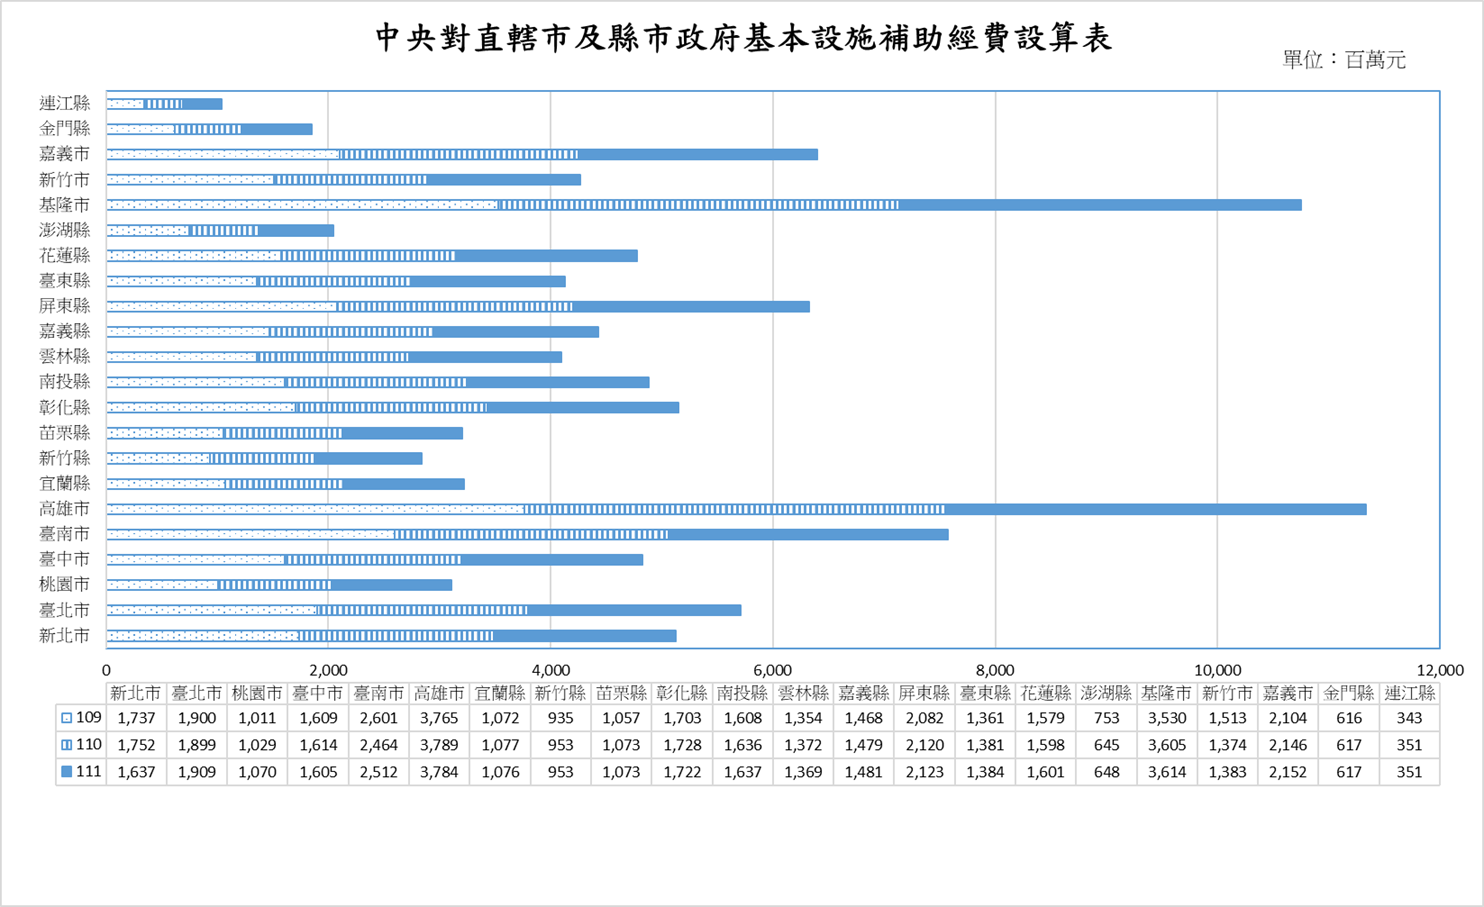 中央對直轄市及縣市政府基本設施補助經費設算表
單位：百萬元
連江縣
金門縣
嘉義市
新竹市
基隆市
澎湖縣
花蓮縣
臺東縣
屏東縣
嘉義縣
雲林縣
南投縣
彰化縣
苗栗縣
新竹縣
宜蘭縣
高雄市
臺南市
臺中市
桃園市
臺北市
新北市
0 2,000 4,000 6,000 8,000 10,000 12,000
新北市 臺北市 桃園市 臺中市 臺南市 高雄市 宜蘭縣 新竹縣 苗栗縣 彰化縣 南投縣 雲林縣 嘉義縣 屏東縣 臺東縣 花蓮縣 澎湖縣 基隆市 新竹市 嘉義市 金門縣 連江縣
109 1,737 1,900 1,011 1,609 2,601 3,765 1,072 935 1,057 1,703 1,608 1,354 1,468 2,082 1,361 1,579 753 3,530 1,513 2,104 616 343
110 1,752 1,899 1,029 1,614 2,464 3,789 1,077 953 1,073 1,728 1,636 1,372 1,479 2,120 1,381 1,598 645 3,605 1,374 2,146 617 351
111 1,637 1,909 1,070 1,605 2,512 3,784 1,076 953 1,073 1,722 1,637 1,369 1,481 2,123 1,384 1,601 648 3,614 1,383 2,152 617 351